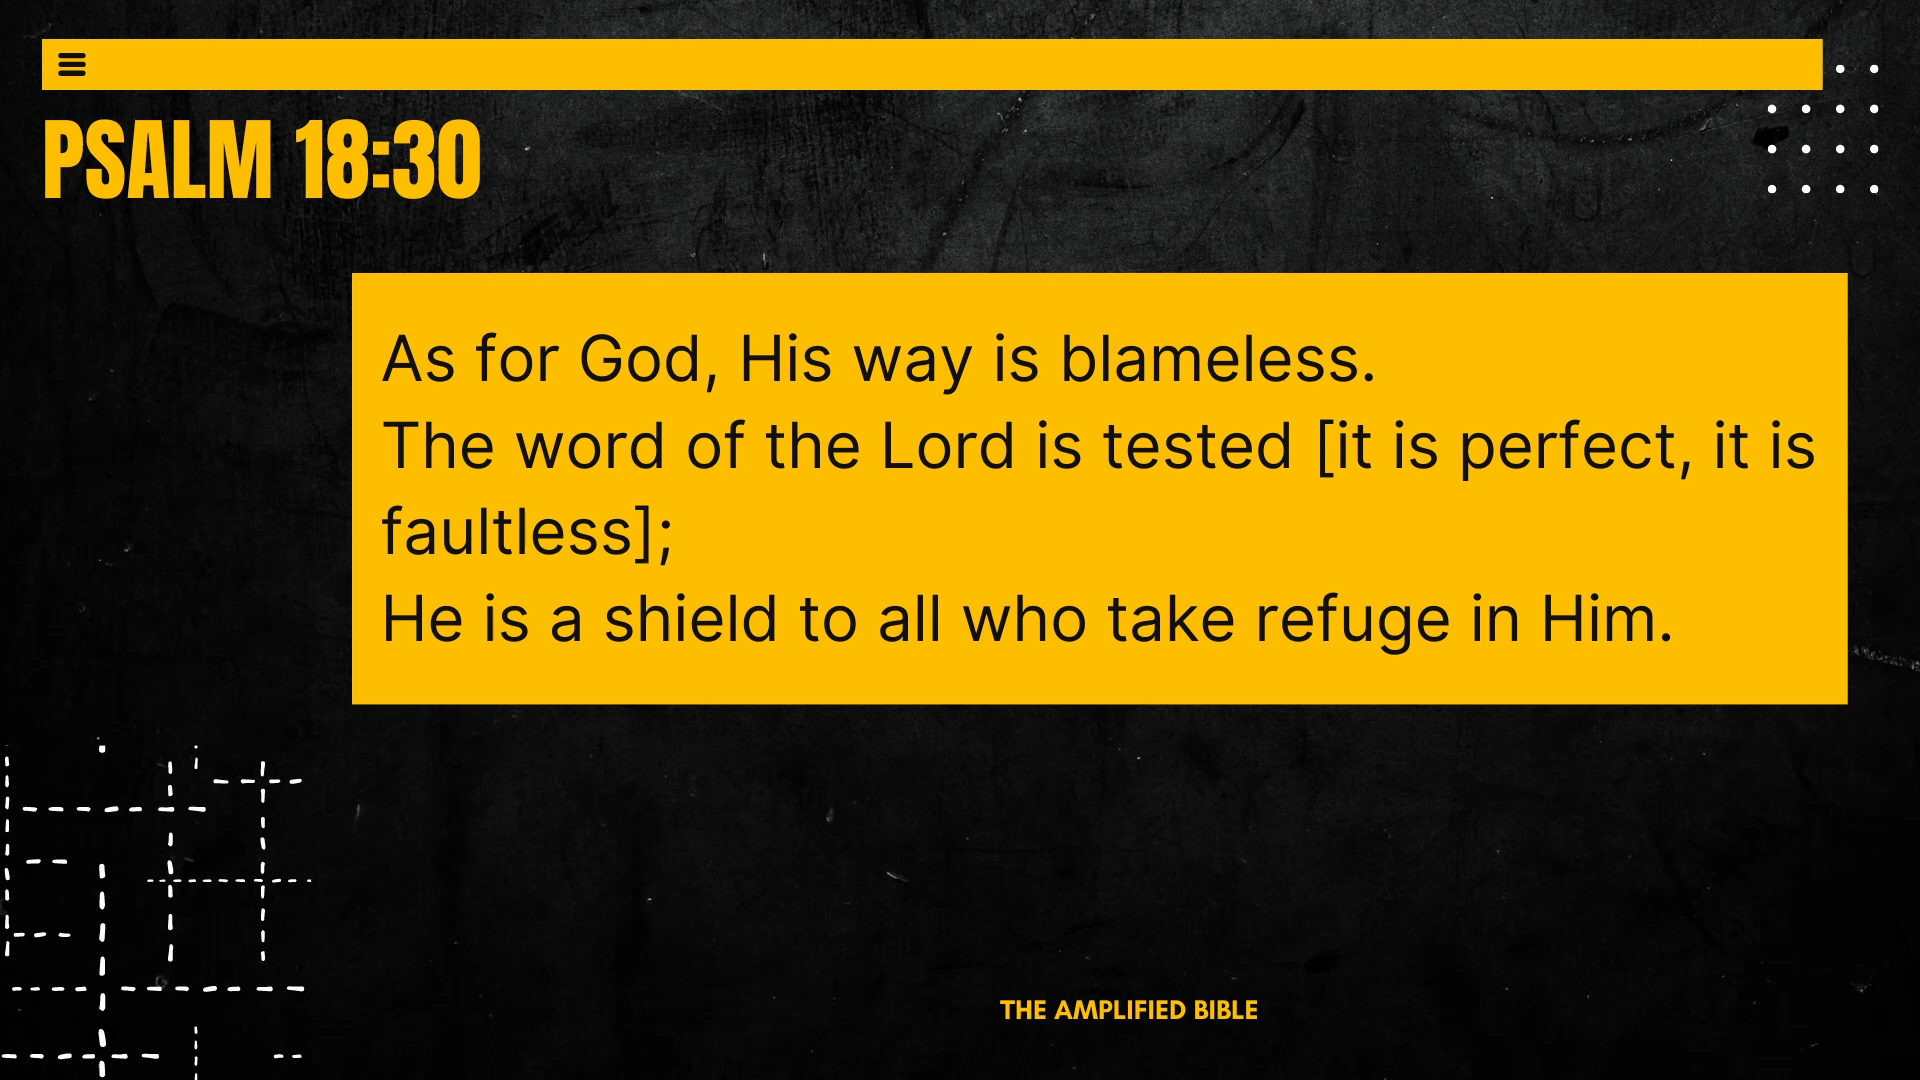 PSALM 18:30
As for God, His way is blameless.
The word of the Lord is tested [it is perfect, it is
faultless];
He is a shield to all who take refuge in Him.
THE AMPLIFIED BIBLE